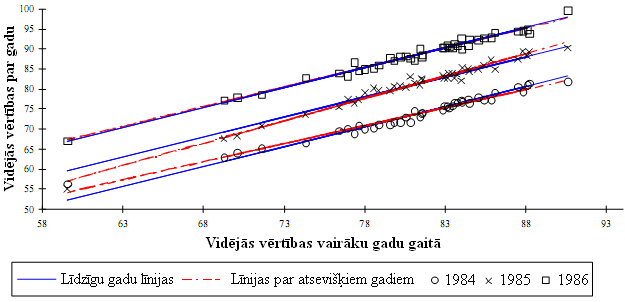 100
95
90
85
80
75
70
65
60
55
50
58 63 68 73 78 83 88 93
Vidējās vērtības par gadu
Vidējās vērtības vairāku gadu gaitā
Līdzīgu gadu līnijas Līnijas par atsevišķiem gadiem 1984 1985 1986